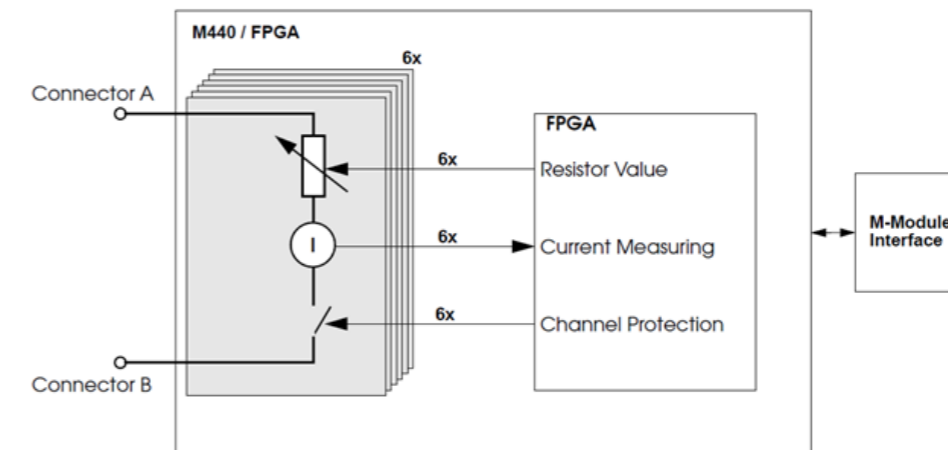 M440 / FPGA
6x
Connector A
FPGA
6x
Resistor Value
I
6x
Current Measuring
6x
Channel Protection
Connector B
M-Module
Interface